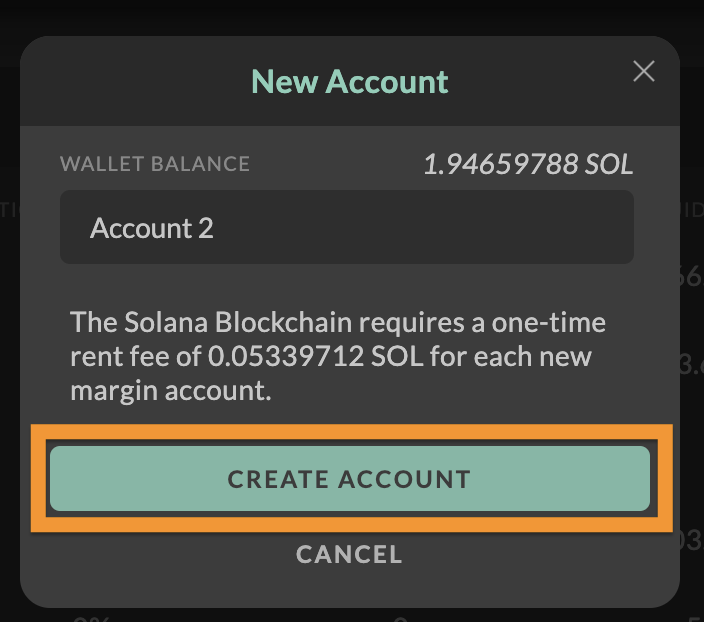 New Account
WALLET BALANCE 1.94659788 SOL
Account 2
The Solana Blockchain requires a one-time
rent fee of 0.05339712 SOL for each new
margin account.
CREATE ACCOUNT
CANCEL